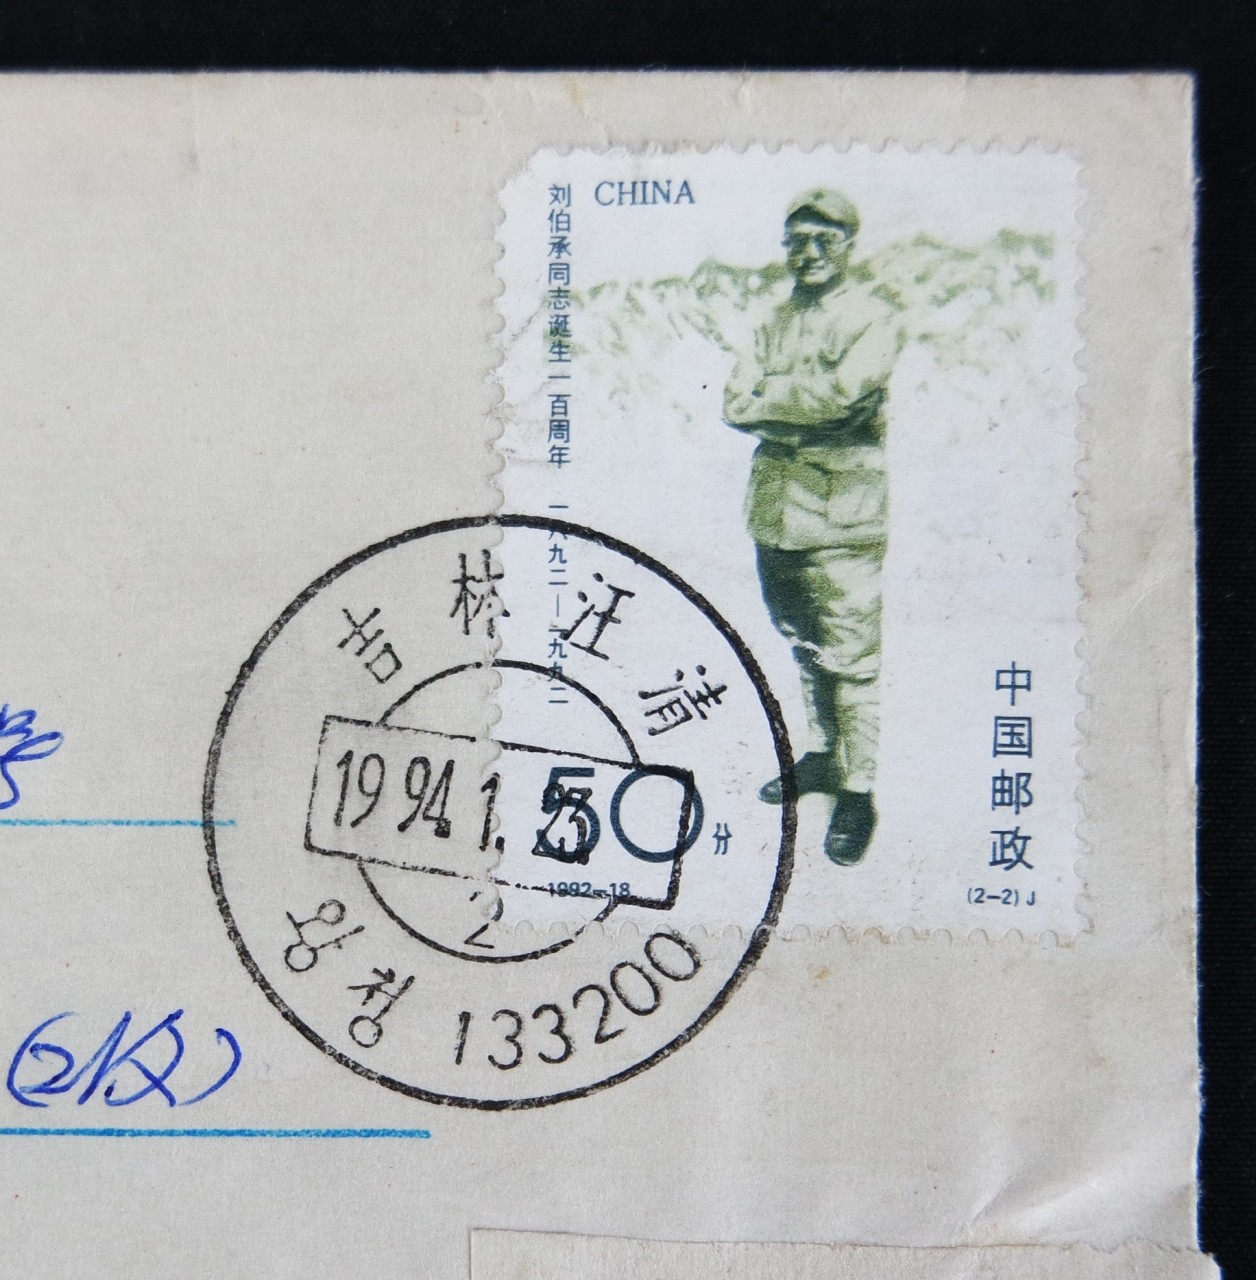 CHINA
刘伯承同志诞生一百周年 一八九二—一九九二
50分
1992-18
中国邮政
(2-2) J
吉林汪清
1994.1.23
2
왕청 133200
(2枚)